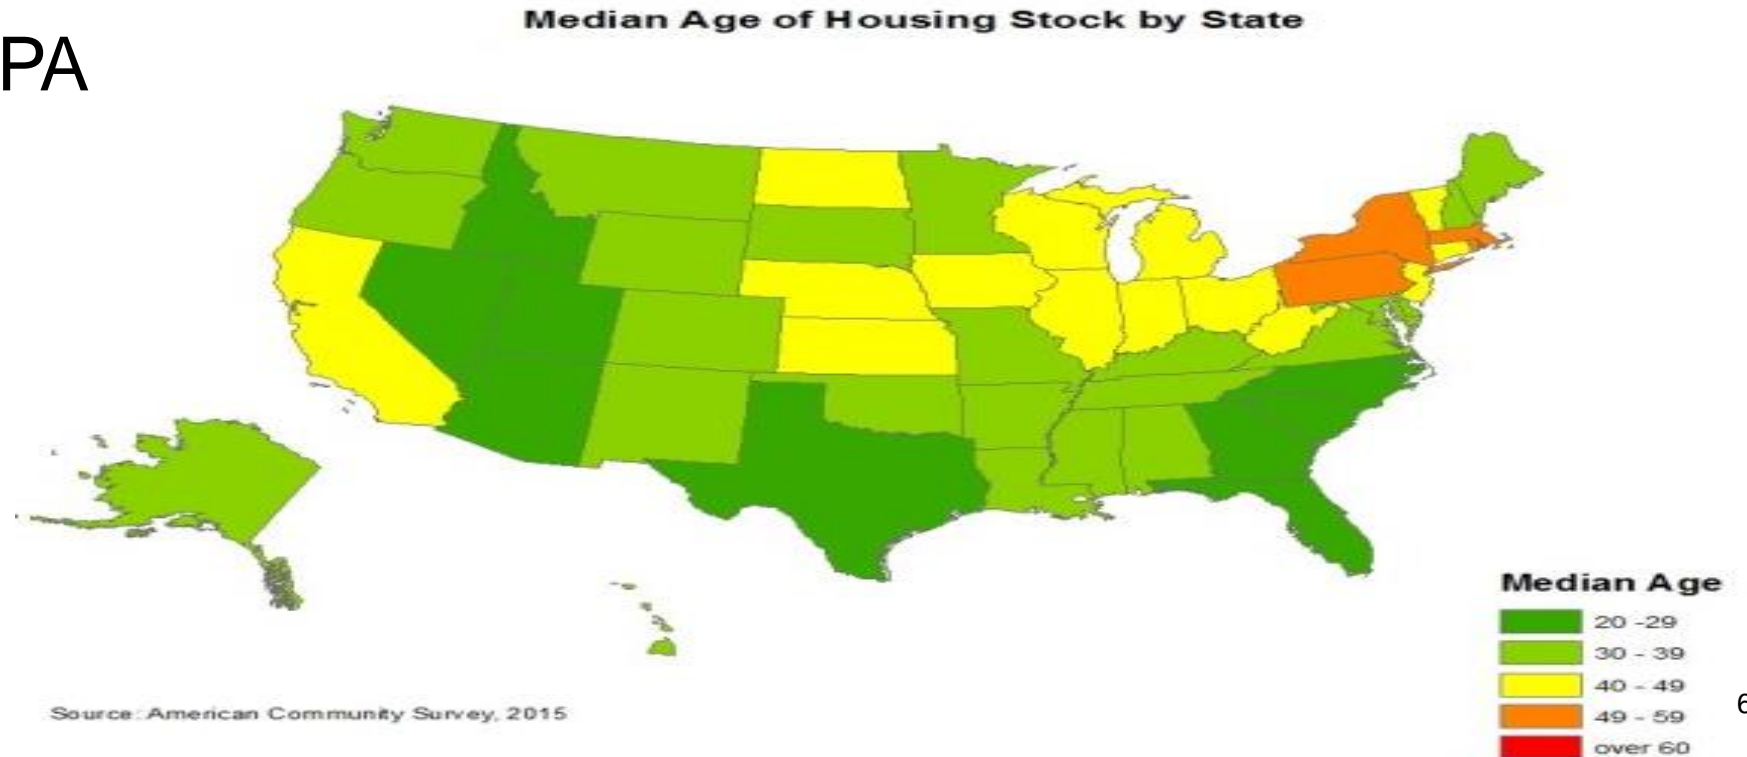 Median Age of Housing Stock by State
PA
Median Age
20 -29
30 - 39
40 - 49
49 - 59
over 60
Source: American Community Survey, 2015
6